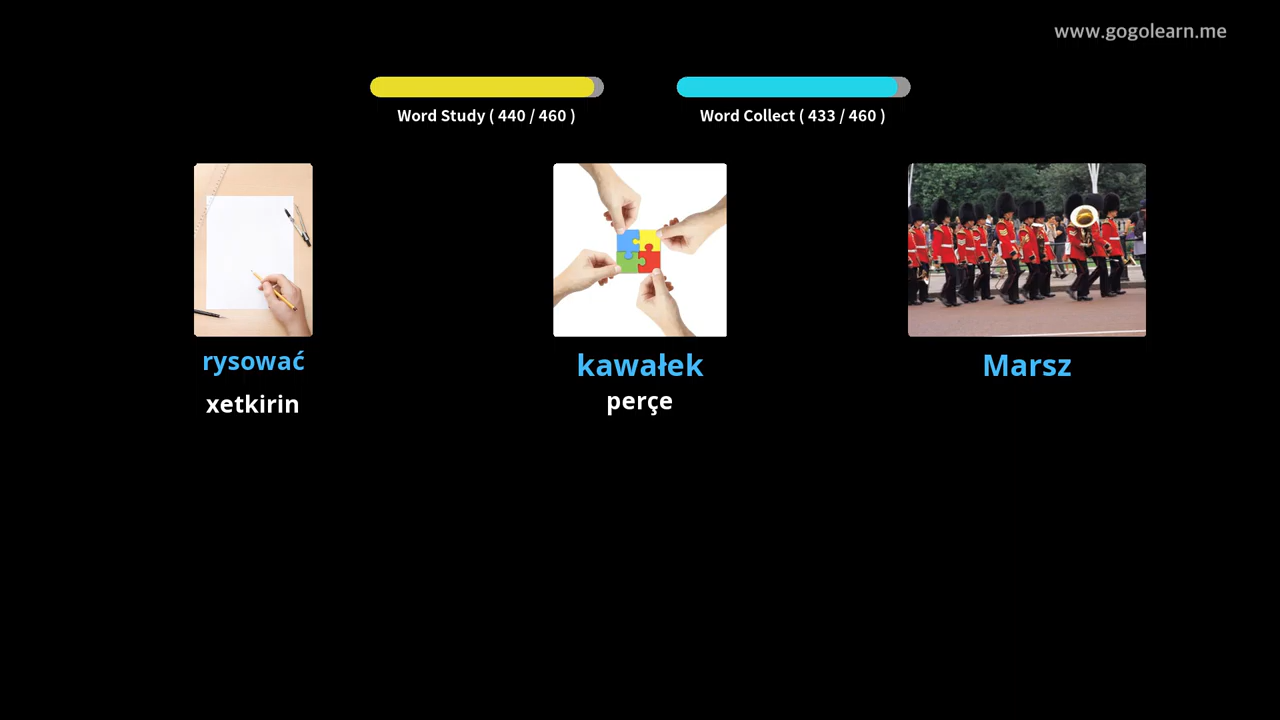 www.gogolearn.me
Word Study ( 440 / 460 )
Word Collect ( 433 / 460 )
rysować
kawałek
Marsz
xetkirin
perçe